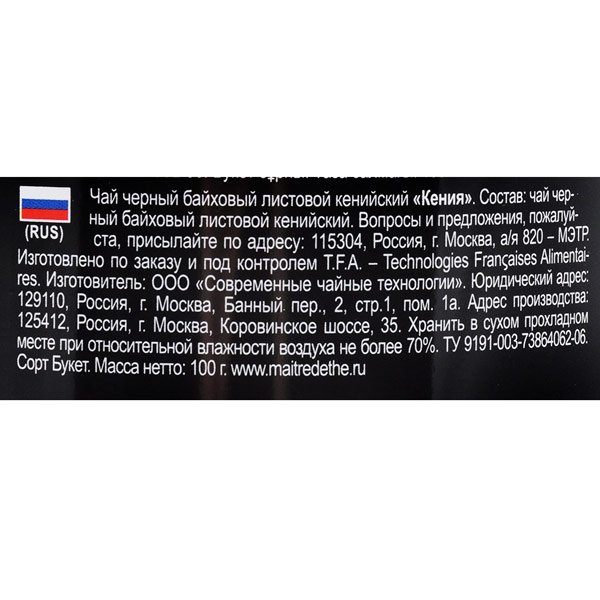 Чай черный байховый листовой кенийский «Кения». Состав: чай чер-
ный байховый листовой кенийский. Вопросы и предложения, пожалуй-
(RUS) ста, присылайте по адресу: 115304, Россия, г. Москва, а/я 820 – МЭТР.
Изготовлено по заказу и под контролем T.F.A. – Technologies Françaises Alimentai-
res. Изготовитель: ООО «Современные чайные технологии». Юридический адрес:
129110, Россия, г. Москва, Банный пер., 2, стр.1, пом. 1а. Адрес производства:
125412, Россия, г. Москва, Коровинское шоссе, 35. Хранить в сухом прохладном
месте при относительной влажности воздуха не более 70%. ТУ 9191-003-73864062-06.
Сорт Букет. Масса нетто: 100 г. www.maitredethe.ru